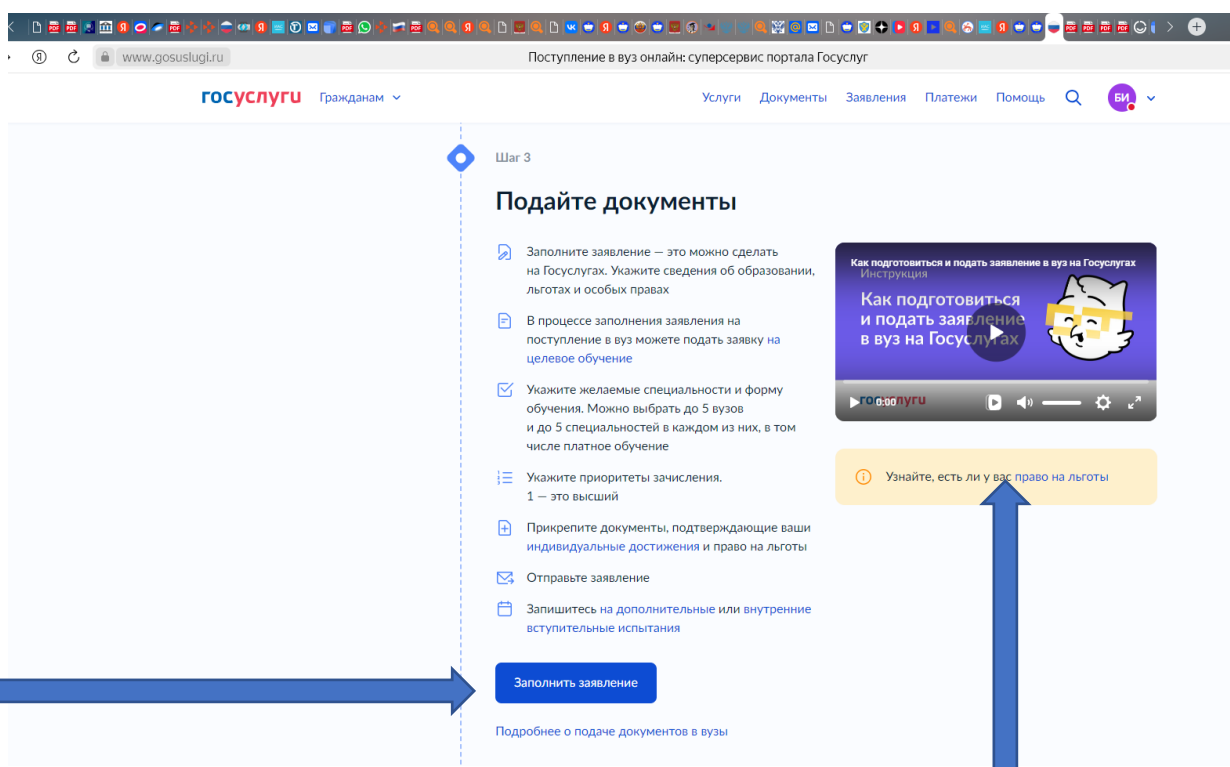 www.gosuslugi.ru
Поступление в вуз онлайн: суперсервис портала Госуслуг
госуслуги Гражданам
Услуги Документы Заявления Платежи Помощь
БИ
Шаг 3
Подайте документы
Заполните заявление — это можно сделать
на Госуслугах. Укажите сведения об образовании,
льготах и особых правах
В процессе заполнения заявления на
поступление в вуз можете подать заявку на
целевое обучение
Укажите желаемые специальности и форму
обучения. Можно выбрать до 5 вузов
и до 5 специальностей в каждом из них, в том
числе платное обучение
Укажите приоритеты зачисления.
1 — это высший
Прикрепите документы, подтверждающие ваши
индивидуальные достижения и право на льготы
Отправьте заявление
Запишитесь на дополнительные или внутренние
вступительные испытания
Заполнить заявление
Подробнее о подаче документов в вузы
Как подготовиться и подать заявление в вуз на Госуслугах
Инструкция
Как подготовиться
и подать заявление
в вуз на Госуслугах
0:00
госуслуги
Узнайте, есть ли у вас право на льготы